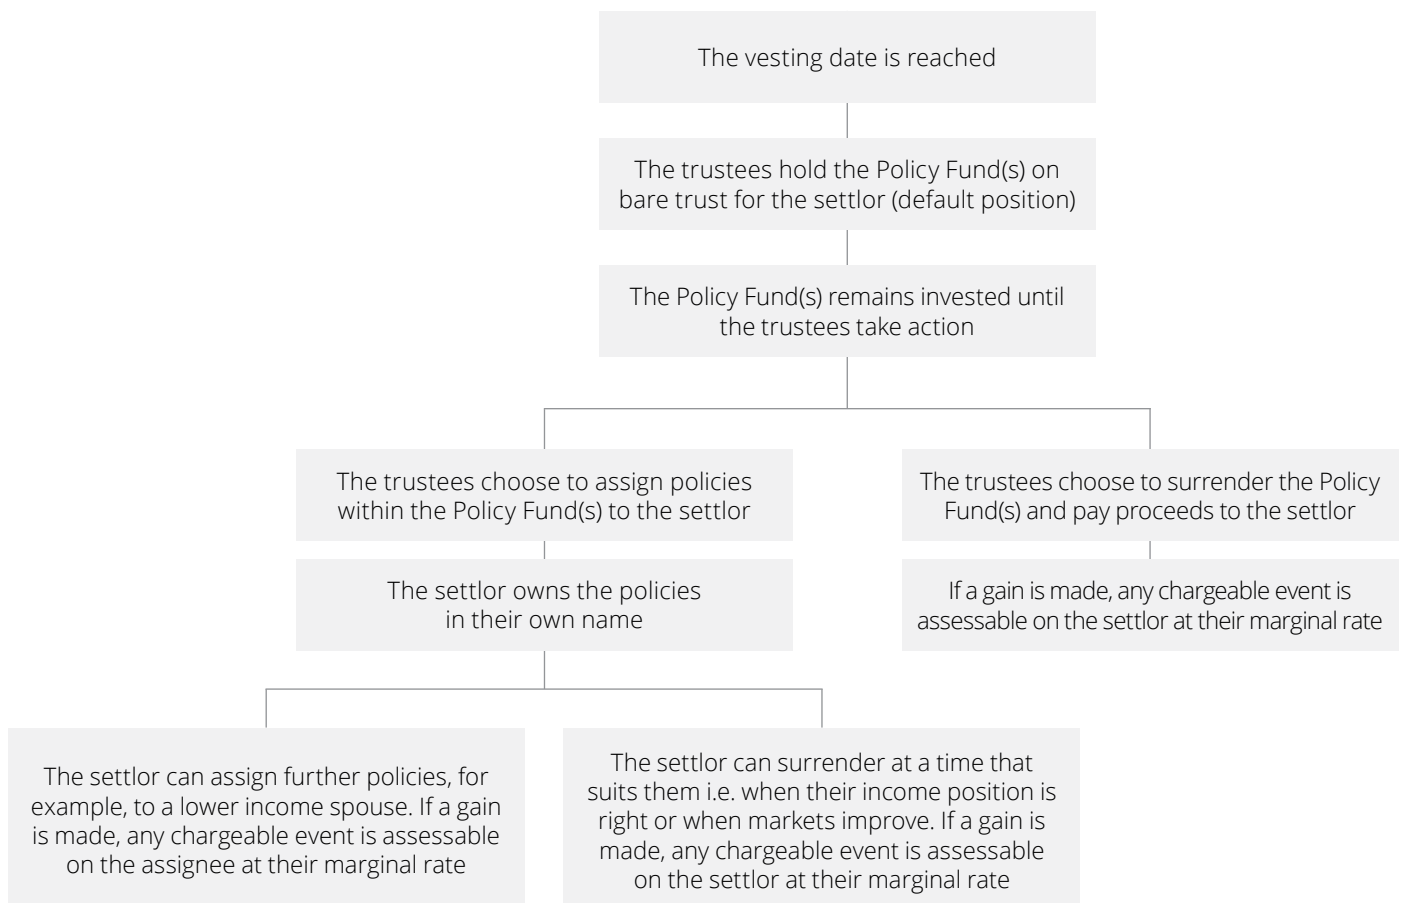 The vesting date is reached
The trustees hold the Policy Fund(s) on
bare trust for the settlor (default position)
The Policy Fund(s) remains invested until
the trustees take action
The trustees choose to assign policies
within the Policy Fund(s) to the settlor
The trustees choose to surrender the Policy
Fund(s) and pay proceeds to the settlor
The settlor owns the policies
in their own name
If a gain is made, any chargeable event is
assessable on the settlor at their marginal rate
The settlor can assign further policies, for
example, to a lower income spouse. If a gain
is made, any chargeable event is assessable
on the assignee at their marginal rate
The settlor can surrender at a time that
suits them i.e. when their income position is
right or when markets improve. If a gain is
made, any chargeable event is assessable
on the settlor at their marginal rate